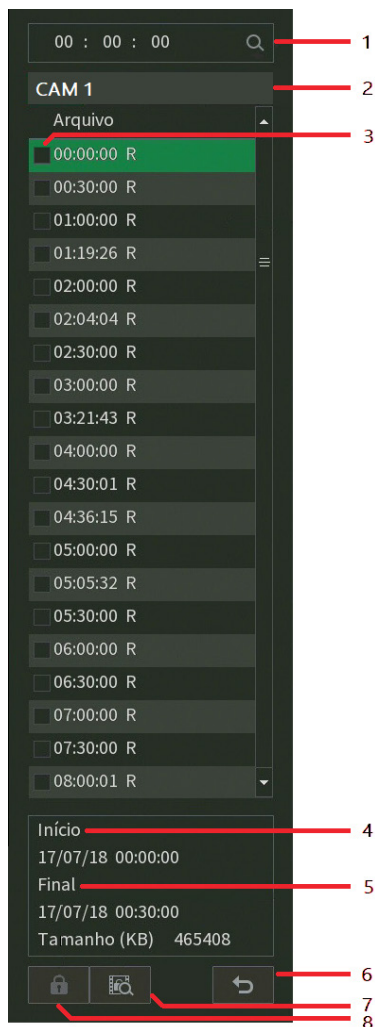 00 : 00 : 00
1
CAM 1
2
Arquivo
3
00:00:00 R
00:30:00 R
01:00:00 R
01:19:26 R
02:00:00 R
02:04:04 R
02:30:00 R
03:00:00 R
03:21:43 R
04:00:00 R
04:30:01 R
04:36:15 R
05:00:00 R
05:05:32 R
05:30:00 R
06:00:00 R
06:30:00 R
07:00:00 R
07:30:00 R
08:00:01 R
Início
4
17/07/18 00:00:00
Final
5
17/07/18 00:30:00
Tamanho (KB) 465408
6
7
8